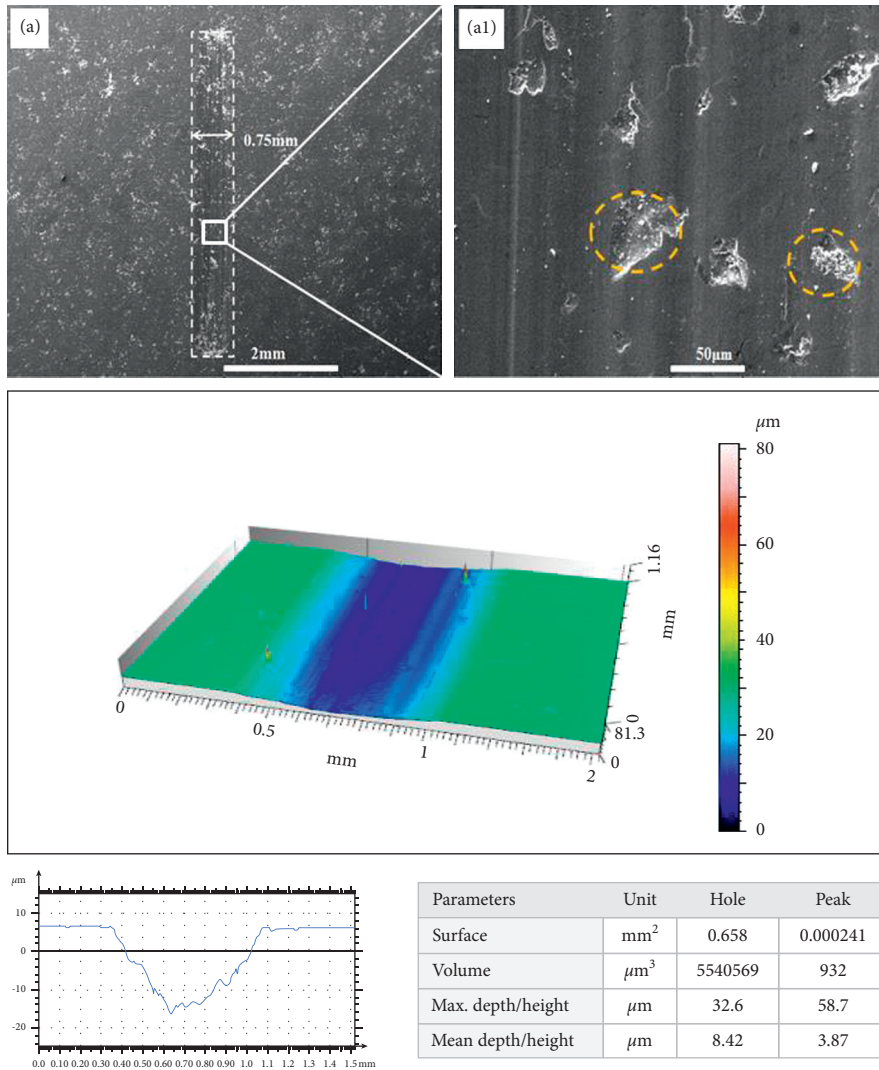 (a)
0.75mm
2mm
(a1)
50μm
μm
80
60
40
20
0
1.16
mm
0
81.3
0
0
0.5
1
2
mm
μm
10
0
-10
-20
0.0 0.10 0.20 0.30 0.40 0.50 0.60 0.70 0.80 0.90 1.0 1.1 1.2 1.3 1.4 1.5 mm
Parameters Unit Hole Peak
Surface mm² 0.658 0.000241
Volume μm³ 5540569 932
Max. depth/height μm 32.6 58.7
Mean depth/height μm 8.42 3.87